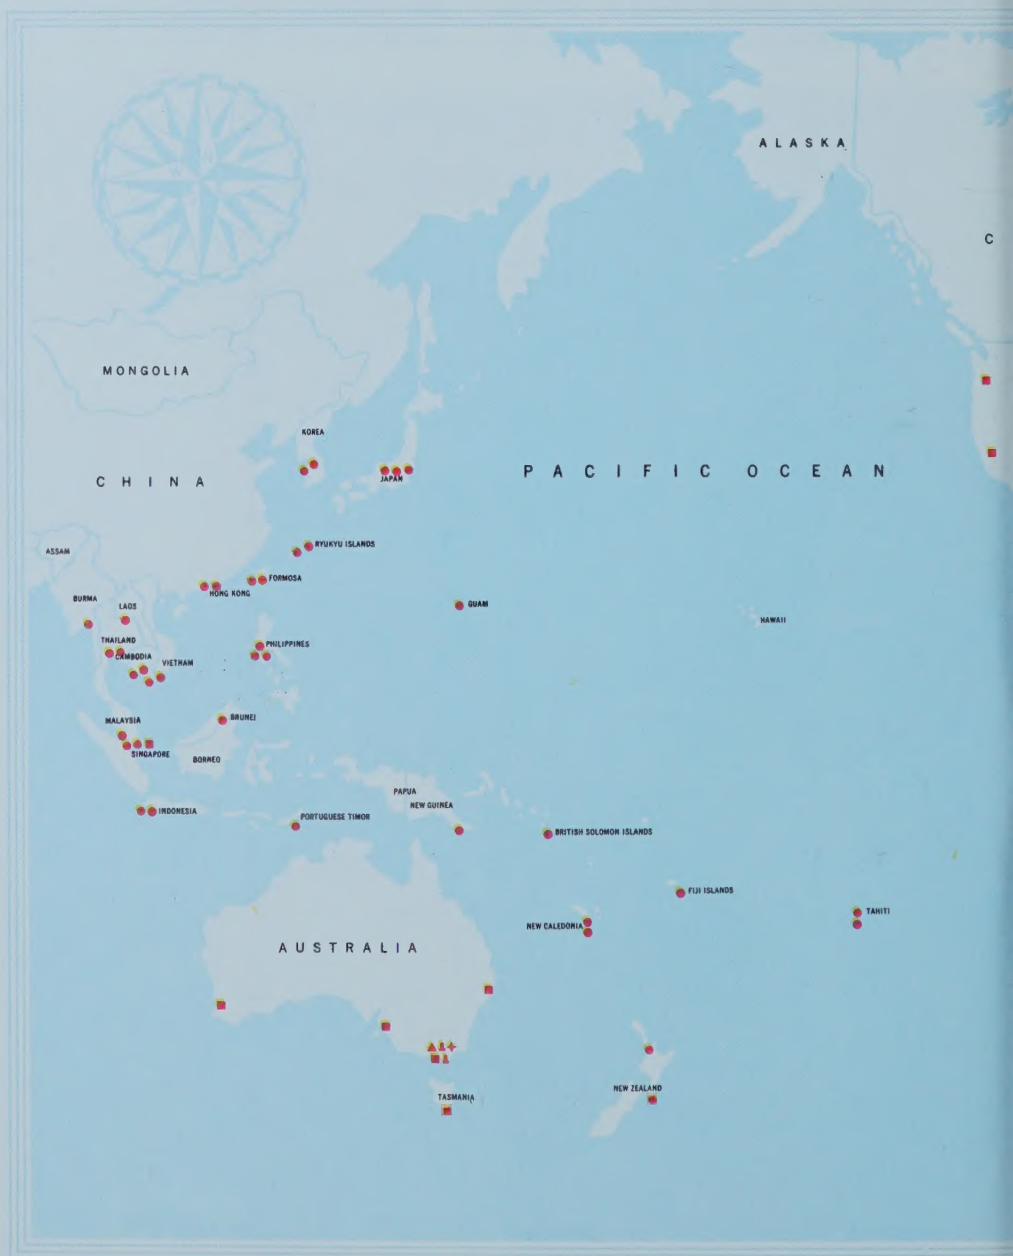 ALASKA
C
MONGOLIA
KOREA
CHINA
JAPAN
PACIFIC OCEAN
RYUKYU ISLANDS
ASSAM
FORMOSA
HONG KONG
BURMA
LAOS
GUAM
HAWAII
THAILAND
PHILIPPINES
CAMBODIA
VIETNAM
MALAYSIA
BRUNEI
SINGAPORE
BORNEO
PAPUA
NEW GUINEA
INDONESIA
PORTUGUESE TIMOR
BRITISH SOLOMON ISLANDS
FIJI ISLANDS
TAHITI
NEW CALEDONIA
AUSTRALIA
NEW ZEALAND
TASMANIA